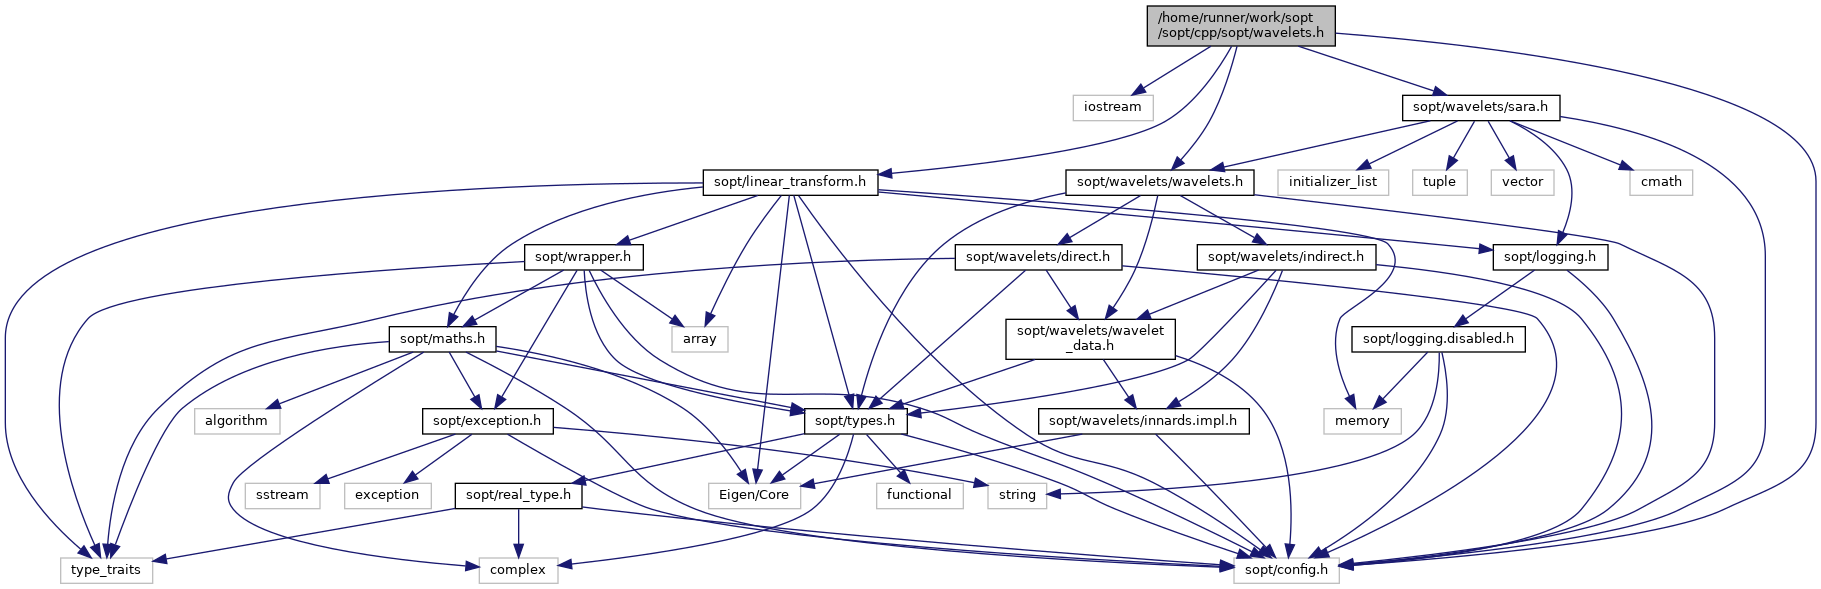 /home/runner/work/sopt
/sopt/cpp/sopt/wavelets.h
iostream
sopt/wavelets/sara.h
sopt/linear_transform.h
sopt/wavelets/wavelets.h
initializer_list
tuple
vector
cmath
sopt/wrapper.h
sopt/wavelets/direct.h
sopt/wavelets/indirect.h
sopt/logging.h
sopt/maths.h
array
sopt/wavelets/wavelet
_data.h
sopt/logging.disabled.h
algorithm
sopt/exception.h
sopt/types.h
sopt/wavelets/innards.impl.h
memory
sstream
exception
sopt/real_type.h
Eigen/Core
functional
string
type_traits
complex
sopt/config.h